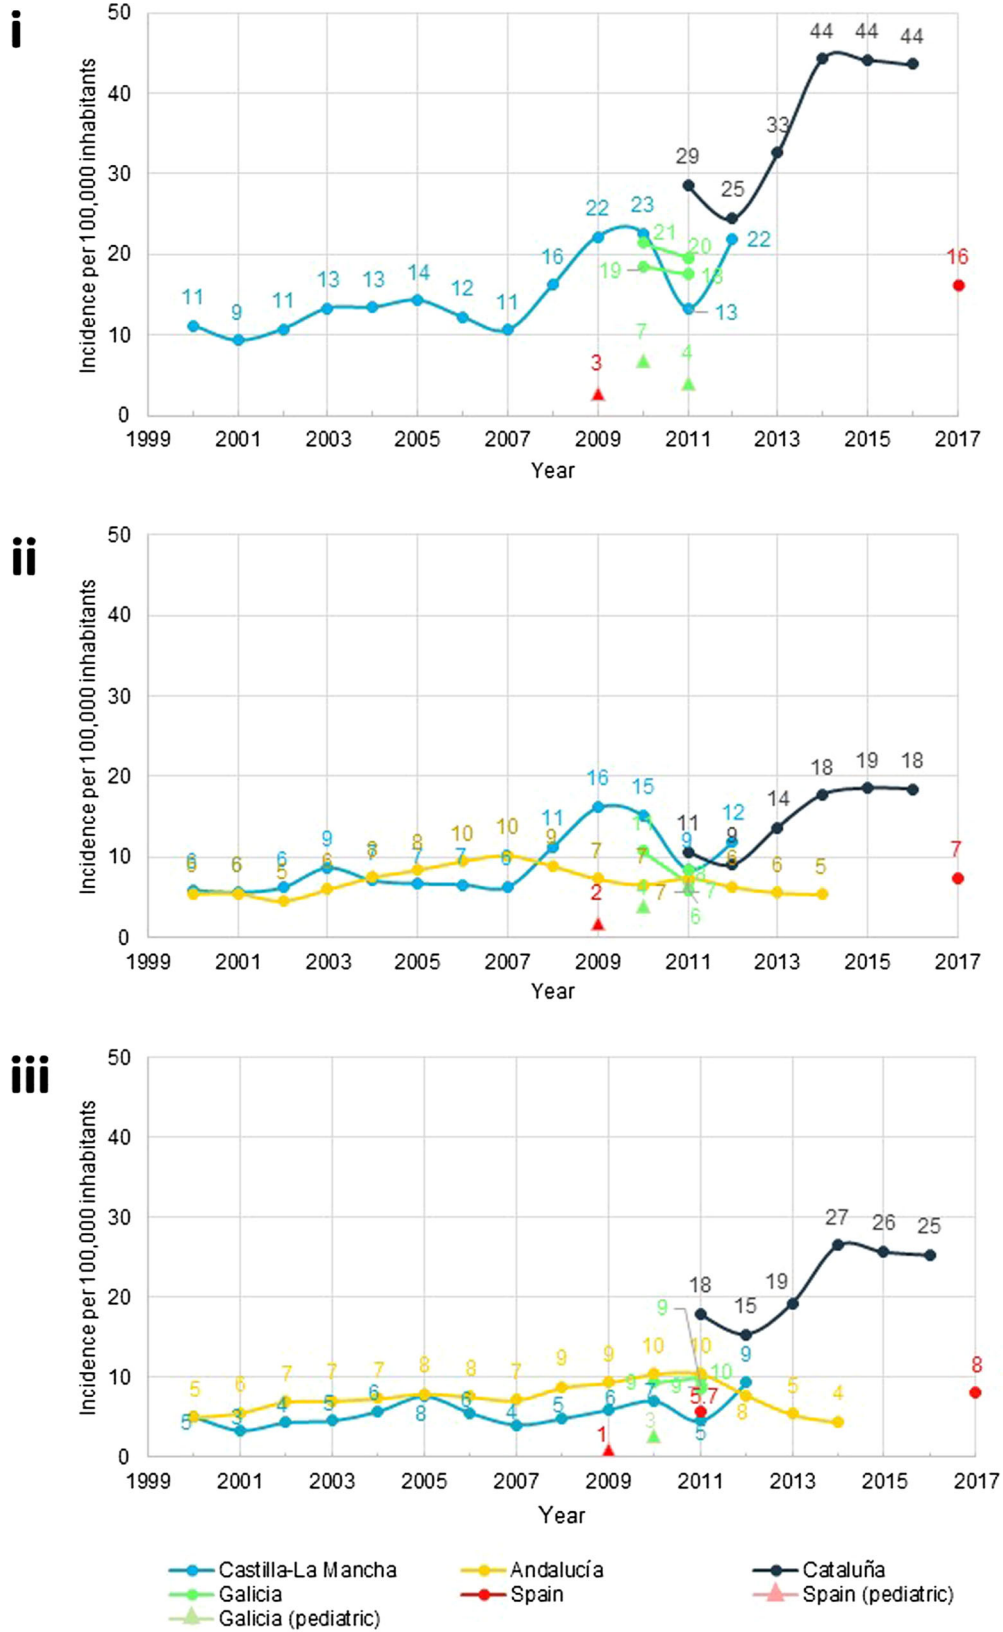 i
Incidence per 100,000 inhabitants
50
40
30
20
10
0
11 9 11 13 13 14 12 11 16 22 23 13 22
29 25 33 44 44 44
21 20
19 18
7 4
3
16
1999 2001 2003 2005 2007 2009 2011 2013 2015 2017
Year
ii
Incidence per 100,000 inhabitants
50
40
30
20
10
0
6 6 9 7 7 7 6 11 16 15 9 12
6 5 6 8 8 10 10 9 7 7 7 6 6 5
11 9 14 18 19 18
11 8
7
6
2
7
1999 2001 2003 2005 2007 2009 2011 2013 2015 2017
Year
iii
Incidence per 100,000 inhabitants
50
40
30
20
10
0
5 6 7 7 7 8 8 7 9 9 10 10 8 5 4
5 3 4 5 6 8 6 4 5 6 7 5 9
18 15 19 27 26 25
9 10
9 9
3
1
5.7
8
1999 2001 2003 2005 2007 2009 2011 2013 2015 2017
Year
Castilla-La Mancha Andalucía Cataluña
Galicia Spain Spain (pediatric)
Galicia (pediatric)